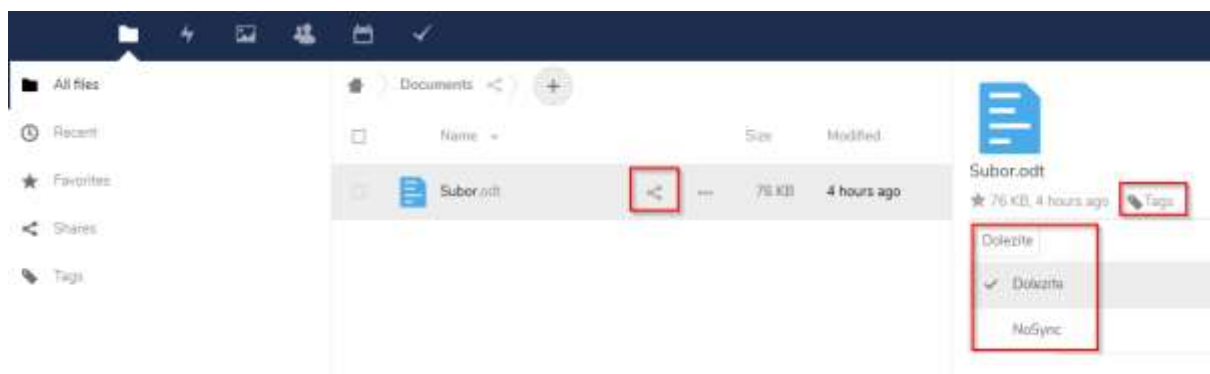 All files
Recent
Favorites
Shares
Tags
Documents
Name
Size
Modified
Subor.odt
76 KB
4 hours ago
Subor.odt
76 KB, 4 hours ago
Tags
Dolezite
Dolezite
NoSync